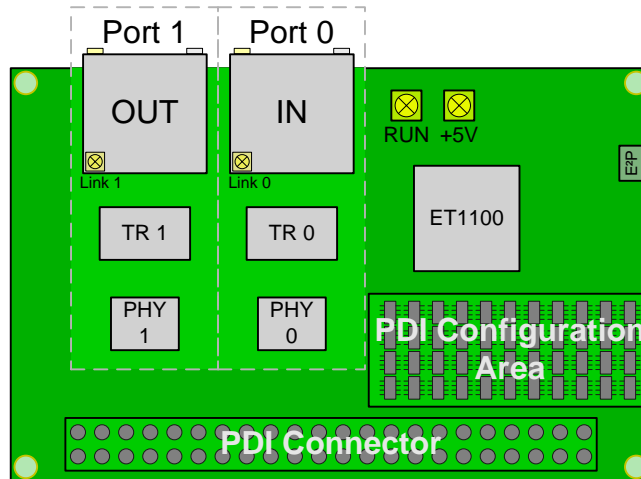 Port 1 Port 0
OUT IN
RUN +5V
E²P
Link 1 Link 0
TR 1 TR 0 ET1100
PHY PHY
1 0
PDI Configuration
Area
PDI Connector